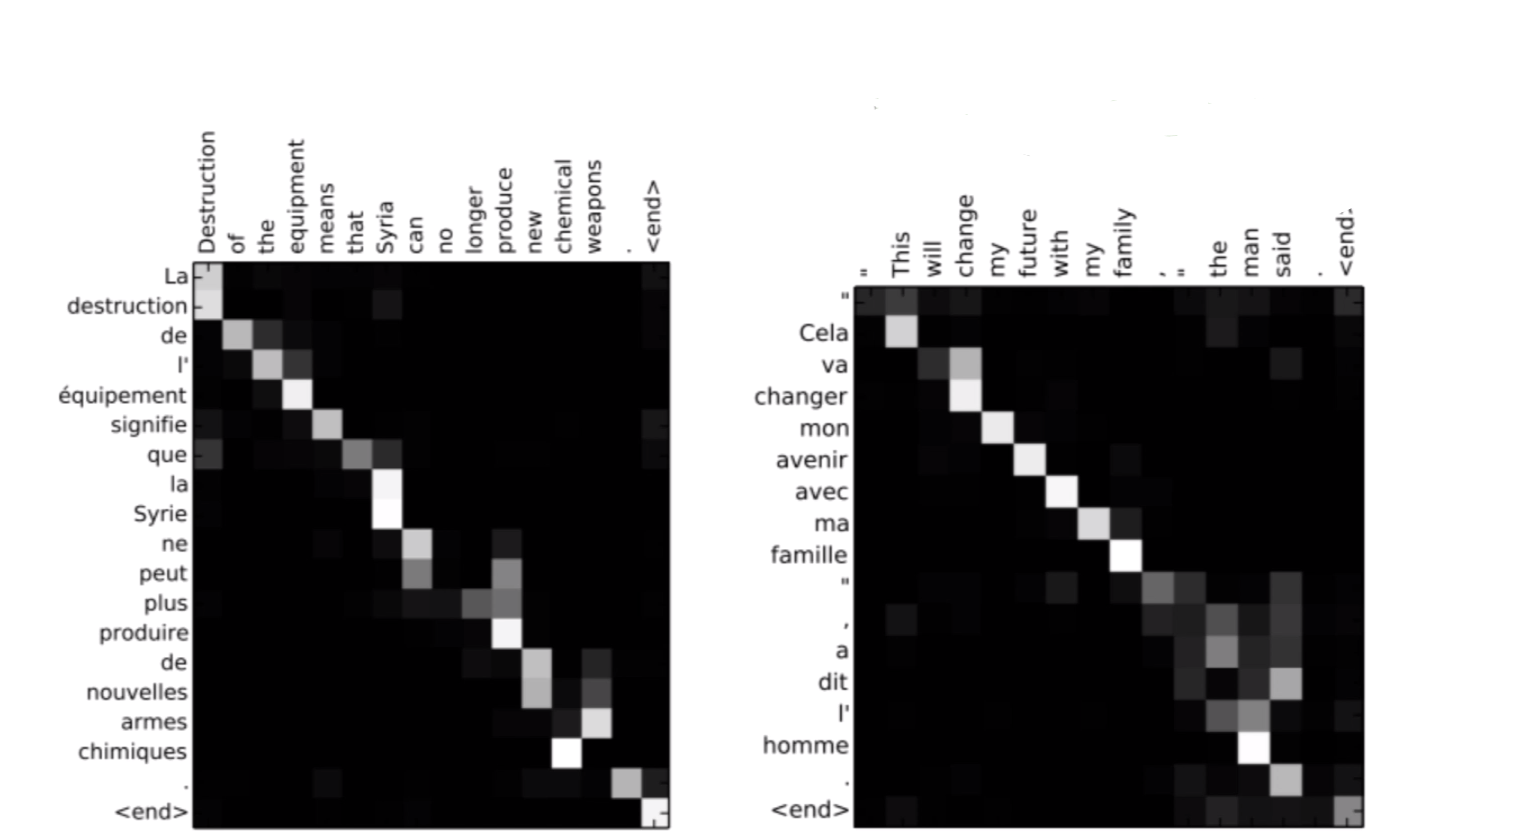 Destruction
of
the
equipment
means
that
Syria
can
no
longer
produce
new
chemical
weapons
.
<end>
La
destruction
de
l'
équipement
signifie
que
la
Syrie
ne
peut
plus
produire
de
nouvelles
armes
chimiques
.
<end>
"
This
will
change
my
future
with
my
family
,
"
the
man
said
.
<end>
"
Cela
va
changer
mon
avenir
avec
ma
famille
"
,
a
dit
l'
homme
.
<end>